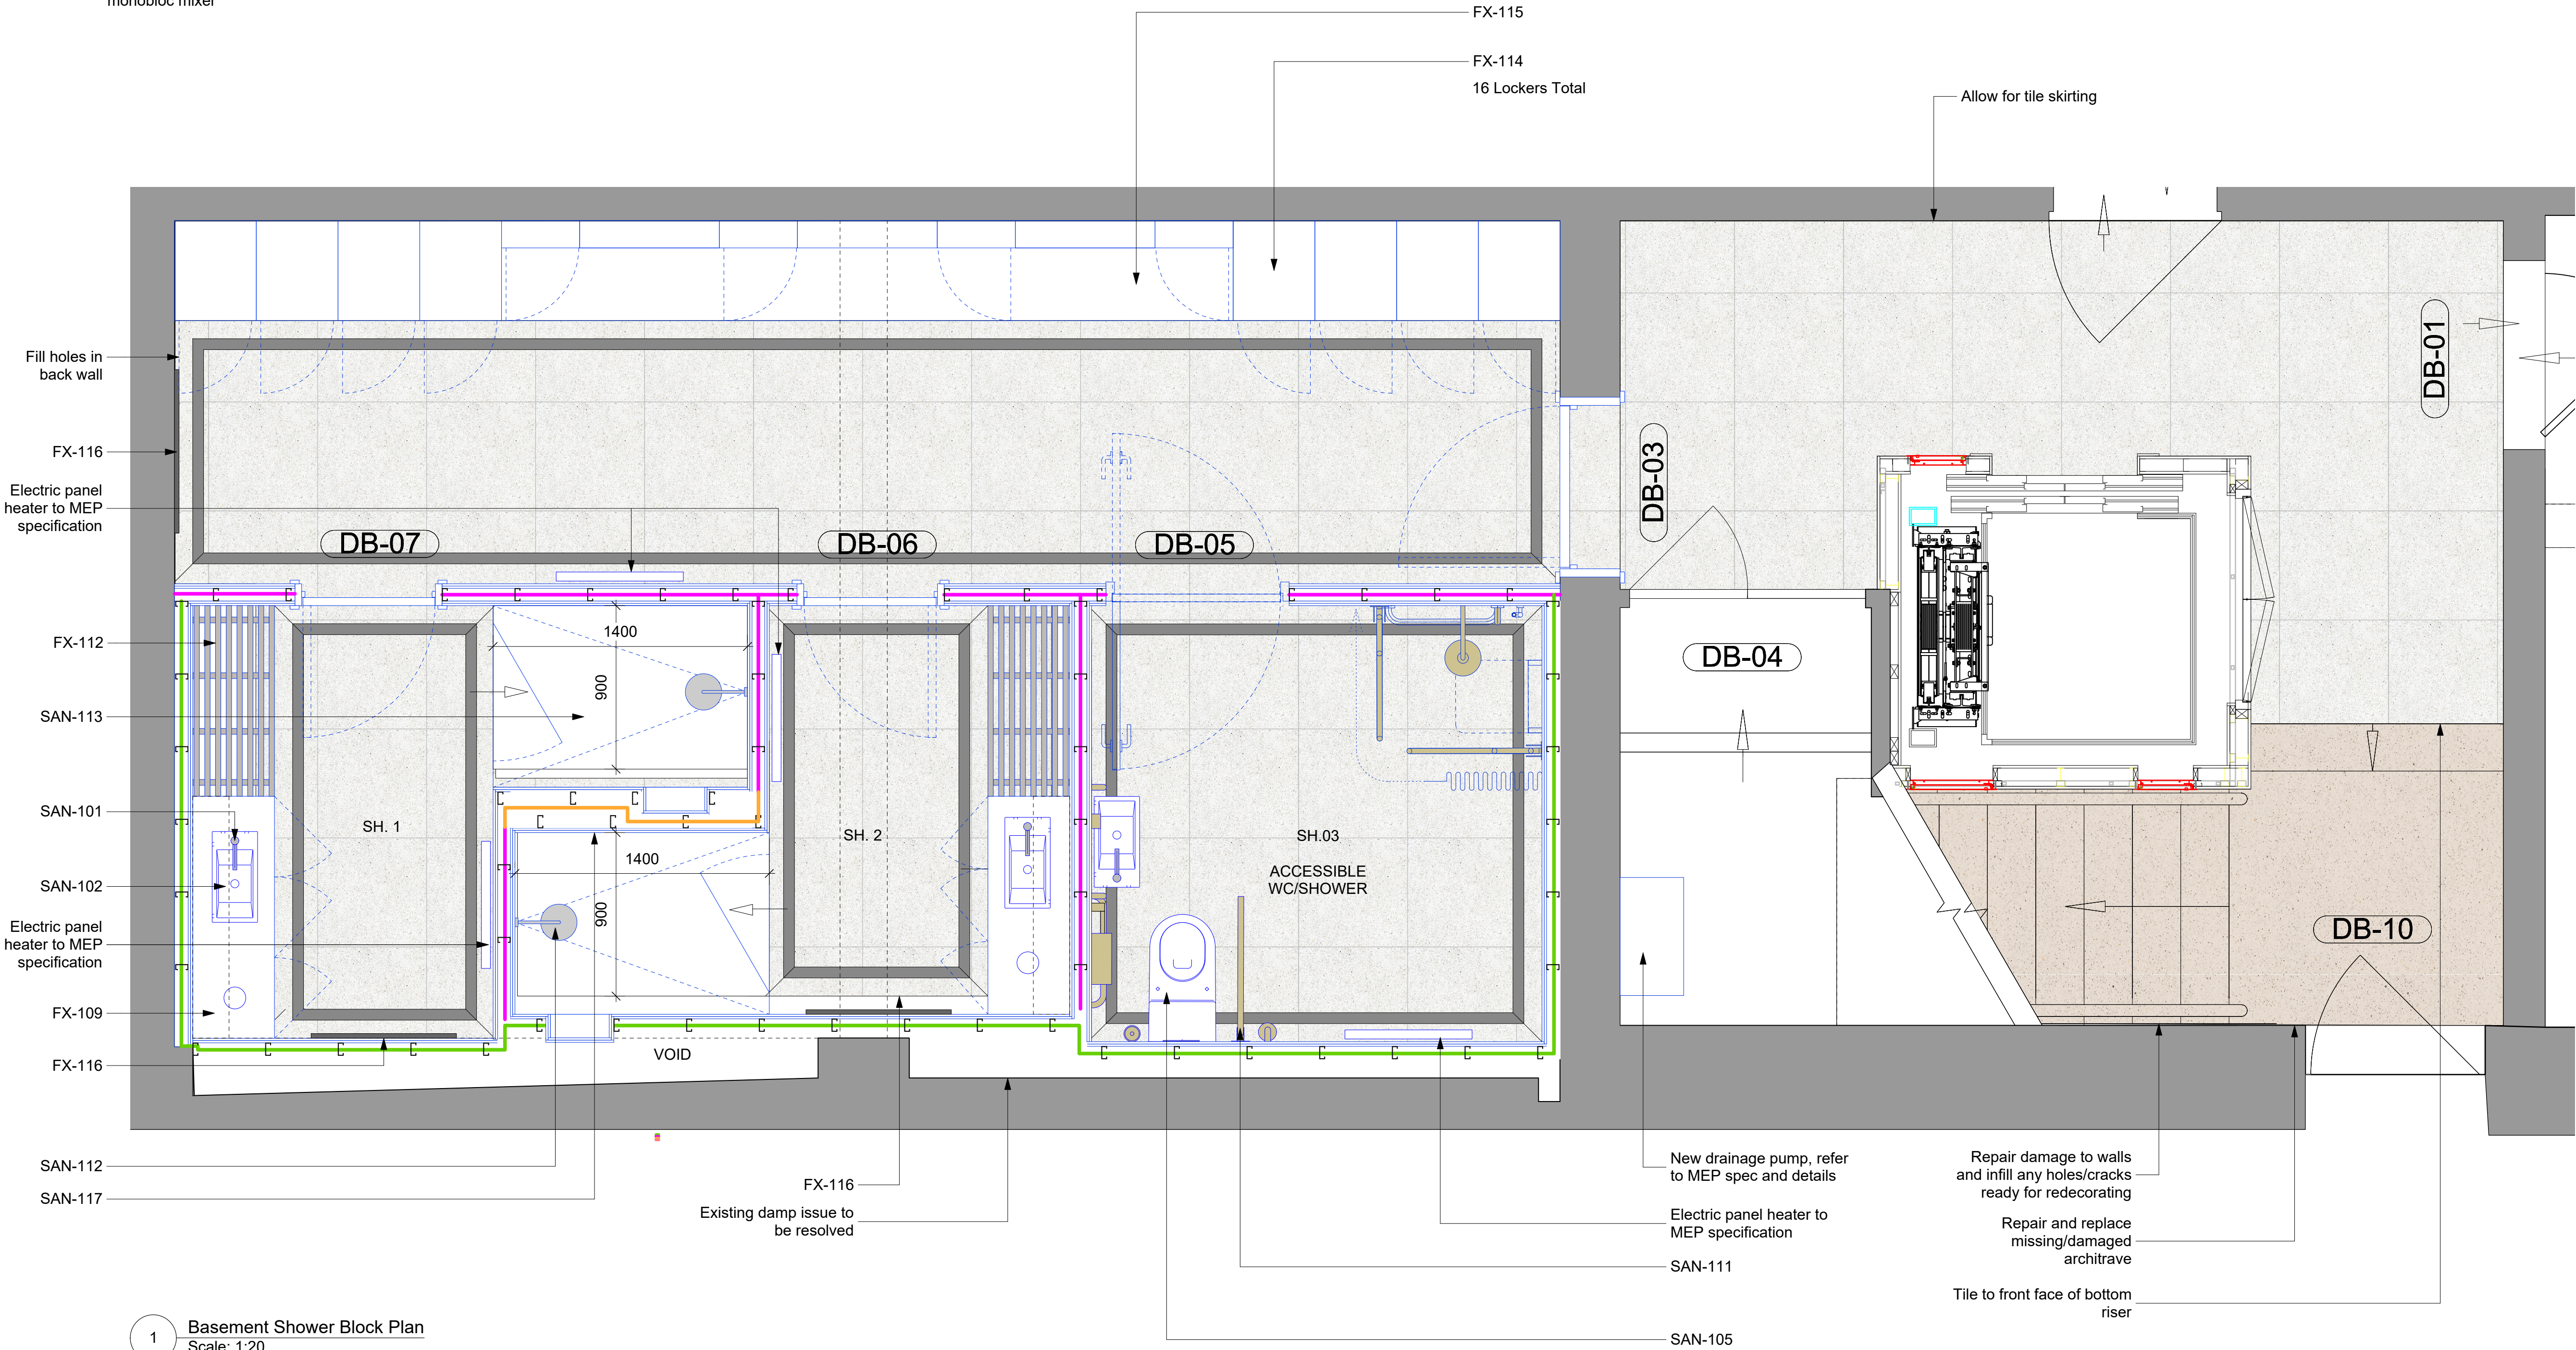 monobloc mixer
FX-115
FX-114
16 Lockers Total
Allow for tile skirting
Fill holes in
back wall
FX-116
Electric panel
heater to MEP
specification
DB-07
DB-06
DB-05
DB-03
DB-01
FX-112
1400
900
DB-04
SAN-113
SAN-101
SH. 1
SH. 2
SH.03
ACCESSIBLE
WC/SHOWER
1400
900
SAN-102
Electric panel
heater to MEP
specification
DB-10
FX-109
VOID
FX-116
SAN-112
SAN-117
FX-116
Existing damp issue to
be resolved
New drainage pump, refer
to MEP spec and details
Electric panel heater to
MEP specification
SAN-111
SAN-105
Repair damage to walls
and infill any holes/cracks
ready for redecorating
Repair and replace
missing/damaged
architrave
Tile to front face of bottom
riser
1
Basement Shower Block Plan
Scale: 1:20